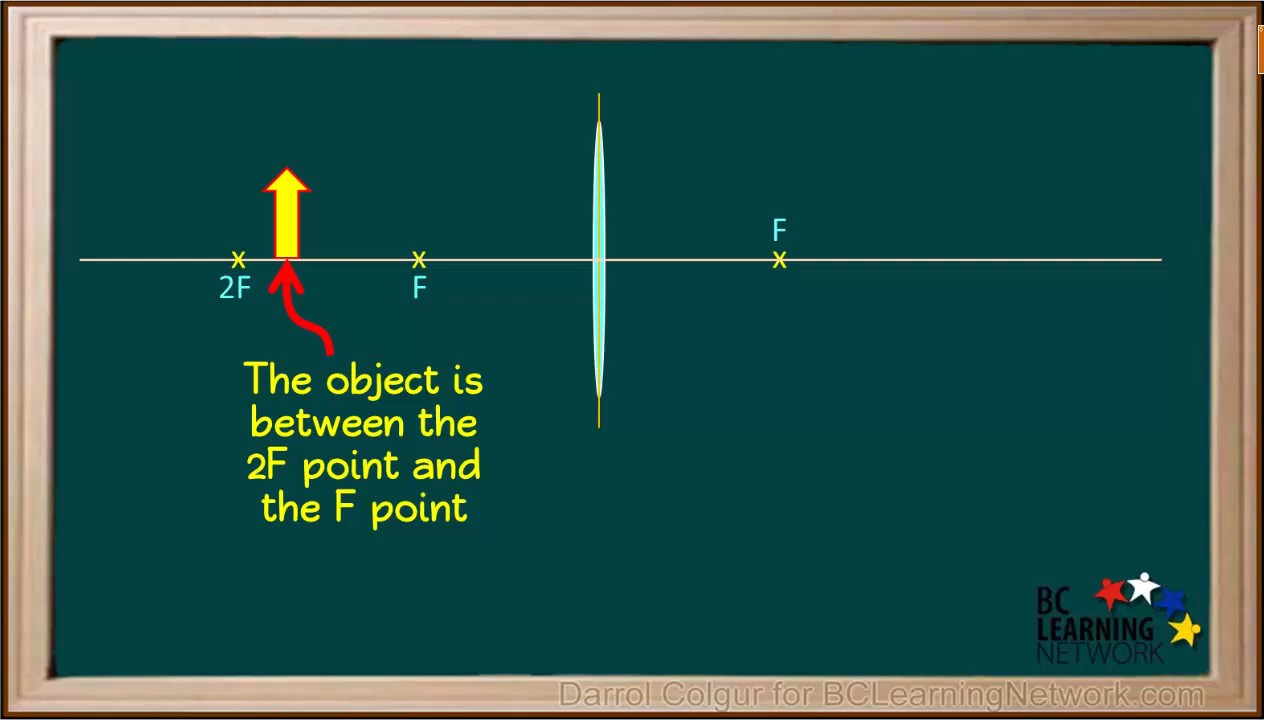 F
2F
F
The object is
between the
2F point and
the F point
BC
LEARNING
NETWORK
Darrol Colgur for BCLearningNetwork.com